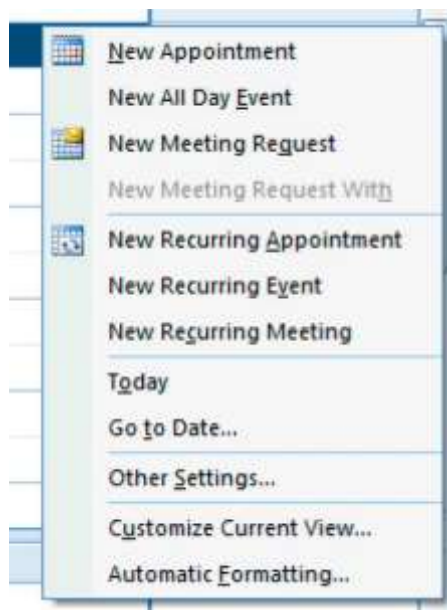 New Appointment
New All Day Event
New Meeting Request
New Meeting Request With
New Recurring Appointment
New Recurring Event
New Recurring Meeting
Today
Go to Date...
Other Settings...
Customize Current View...
Automatic Formatting...